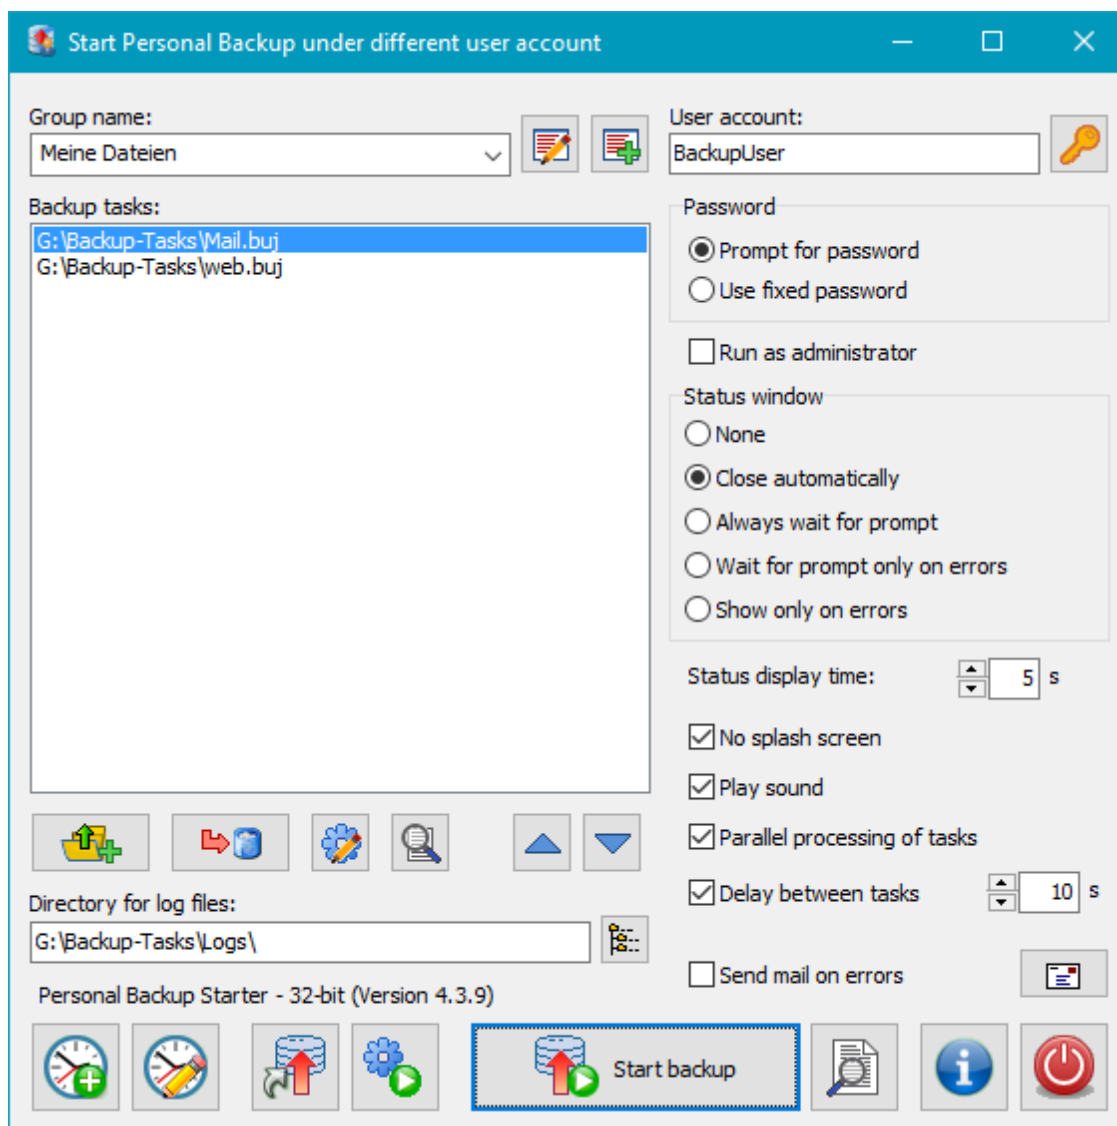 Start Personal Backup under different user account
Group name:
Meine Dateien
Backup tasks:
G:\Backup-Tasks\Mail.buj
G:\Backup-Tasks\web.buj
Directory for log files:
G:\Backup-Tasks\Logs\
Personal Backup Starter - 32-bit (Version 4.3.9)
User account:
BackupUser
Password
Prompt for password
Use fixed password
Run as administrator
Status window
None
Close automatically
Always wait for prompt
Wait for prompt only on errors
Show only on errors
Status display time: 5 s
No splash screen
Play sound
Parallel processing of tasks
Delay between tasks 10 s
Send mail on errors
Start backup